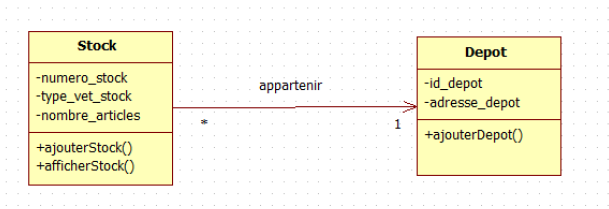 Stock
-numero_stock
-type_vet_stock
-nombre_articles
+ajouterStock()
+afficherStock()
appartenir
*
1
Depot
-id_depot
-adresse_depot
+ajouterDepot()